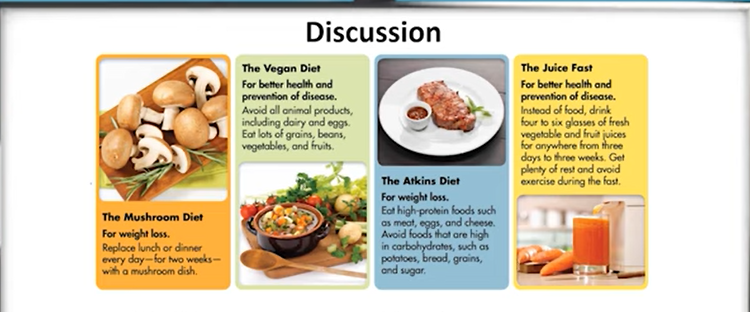 Discussion
The Mushroom Diet
For weight loss.
Replace lunch or dinner
every day—for two weeks—
with a mushroom dish.
The Vegan Diet
For better health and
prevention of disease.
Avoid all animal products,
including dairy and eggs.
Eat lots of grains, beans,
vegetables, and fruits.
The Atkins Diet
For weight loss.
Eat high-protein foods such
as meat, eggs, and cheese.
Avoid foods that are high
in carbohydrates, such as
potatoes, bread, grains,
and sugar.
The Juice Fast
For better health and
prevention of disease.
Instead of food, drink
four to six glasses of fresh
vegetable and fruit juices
for anywhere from three
days to three weeks. Get
plenty of rest and avoid
exercise during the fast.